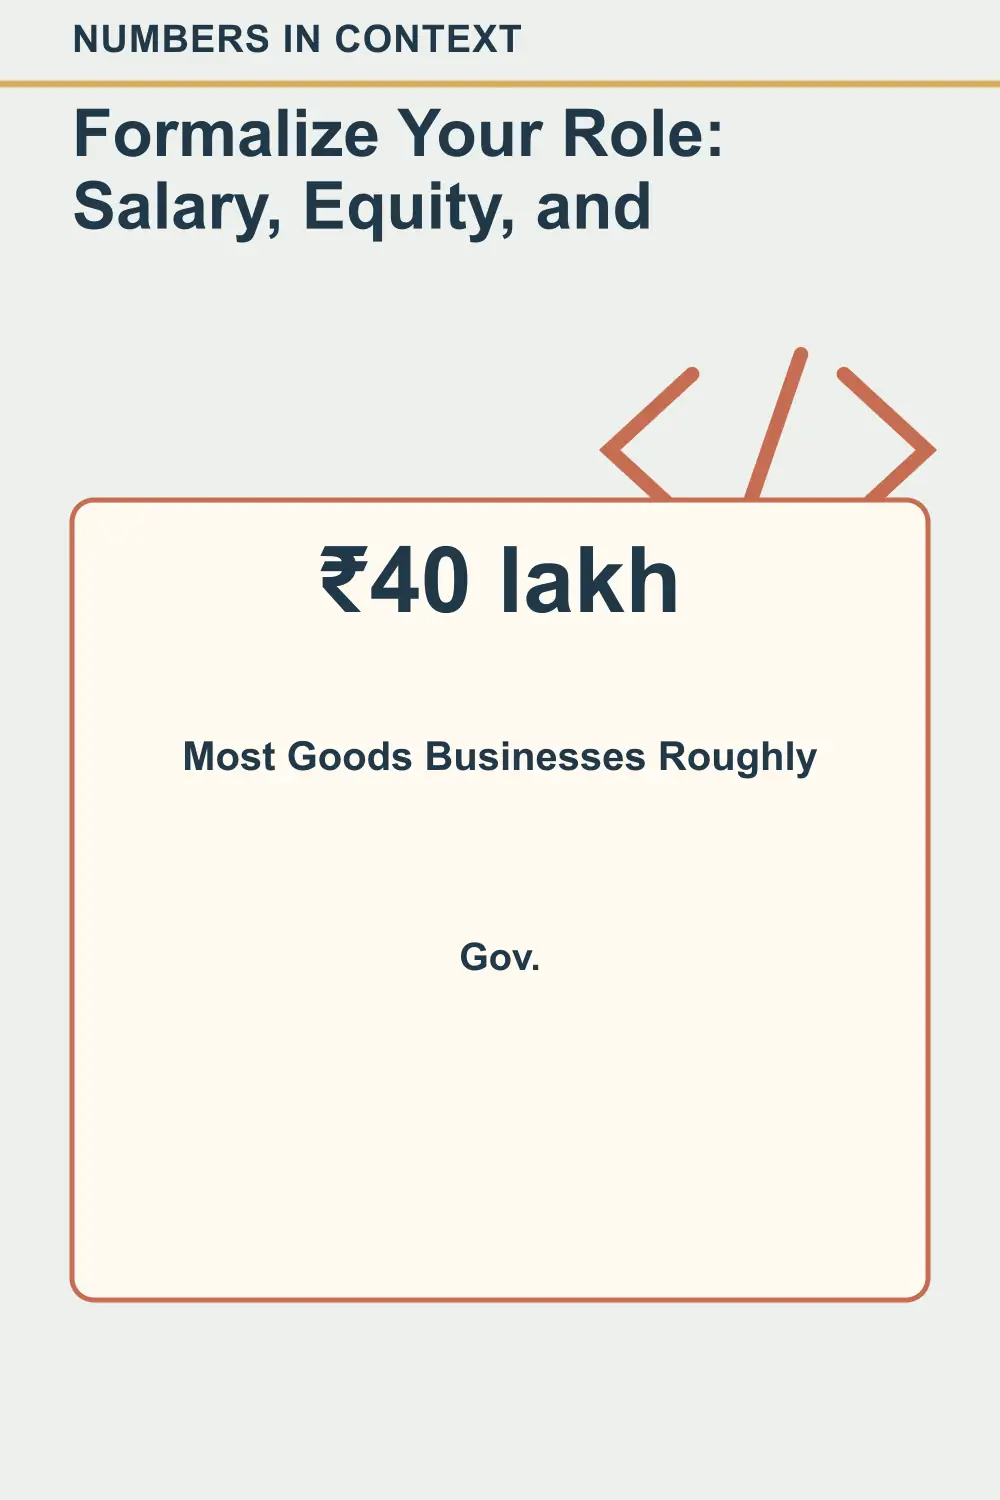 NUMBERS IN CONTEXT
Formalize Your Role:
Salary, Equity, and
₹40 lakh
Most Goods Businesses Roughly
Gov.